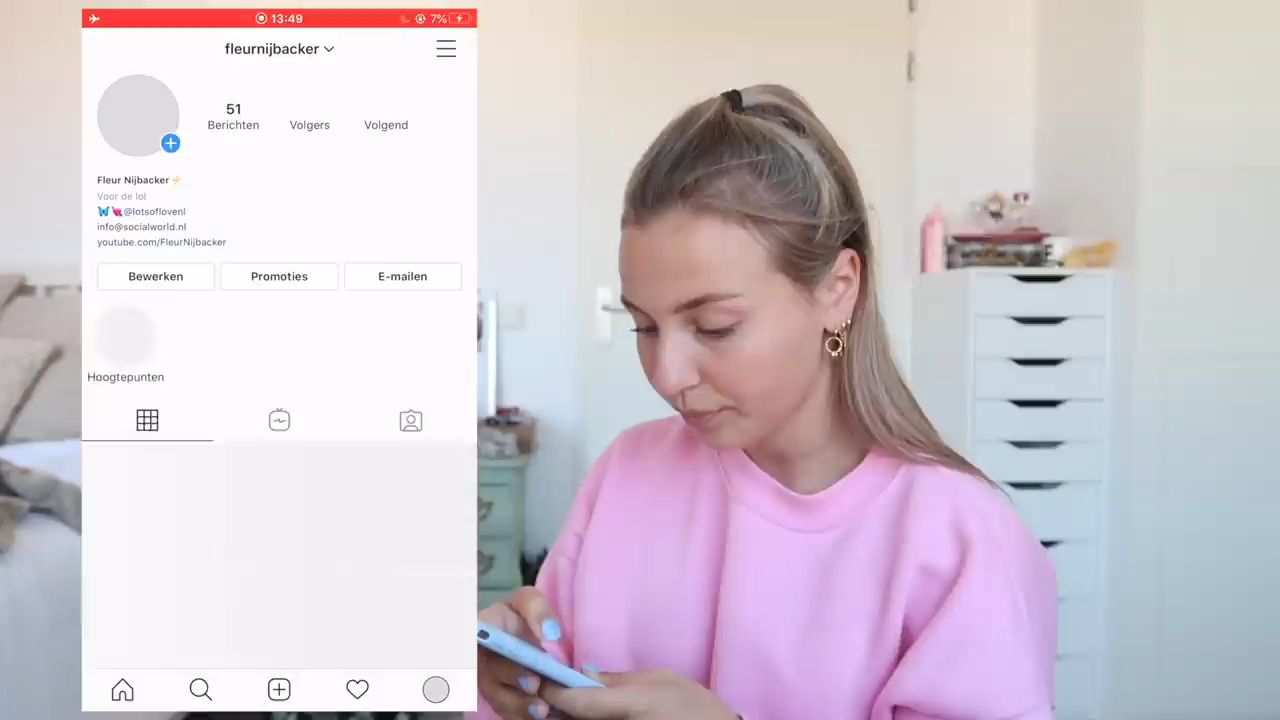 13:49
7%
fleurnijbacker
51
Berichten
Volgers
Volgend
Fleur Nijbacker⚡
Voor de lol
🦋💘@lotsoflovenl
info@socialworld.nl
youtube.com/FleurNijbacker
Bewerken
Promoties
E-mailen
Hoogtepunten